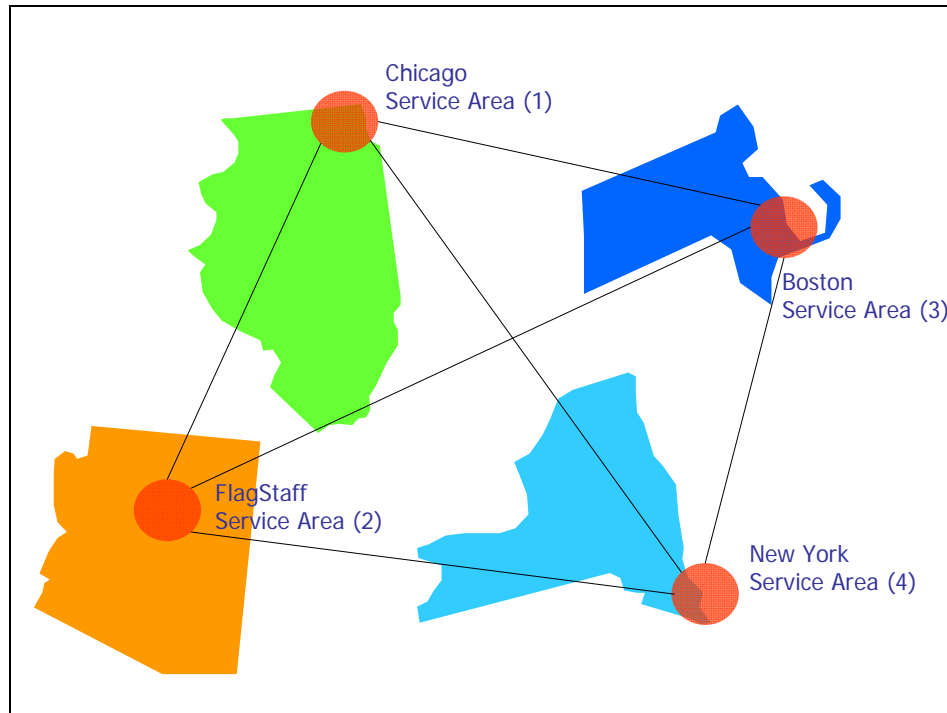 Chicago
Service Area (1)
Boston
Service Area (3)
FlagStaff
Service Area (2)
New York
Service Area (4)